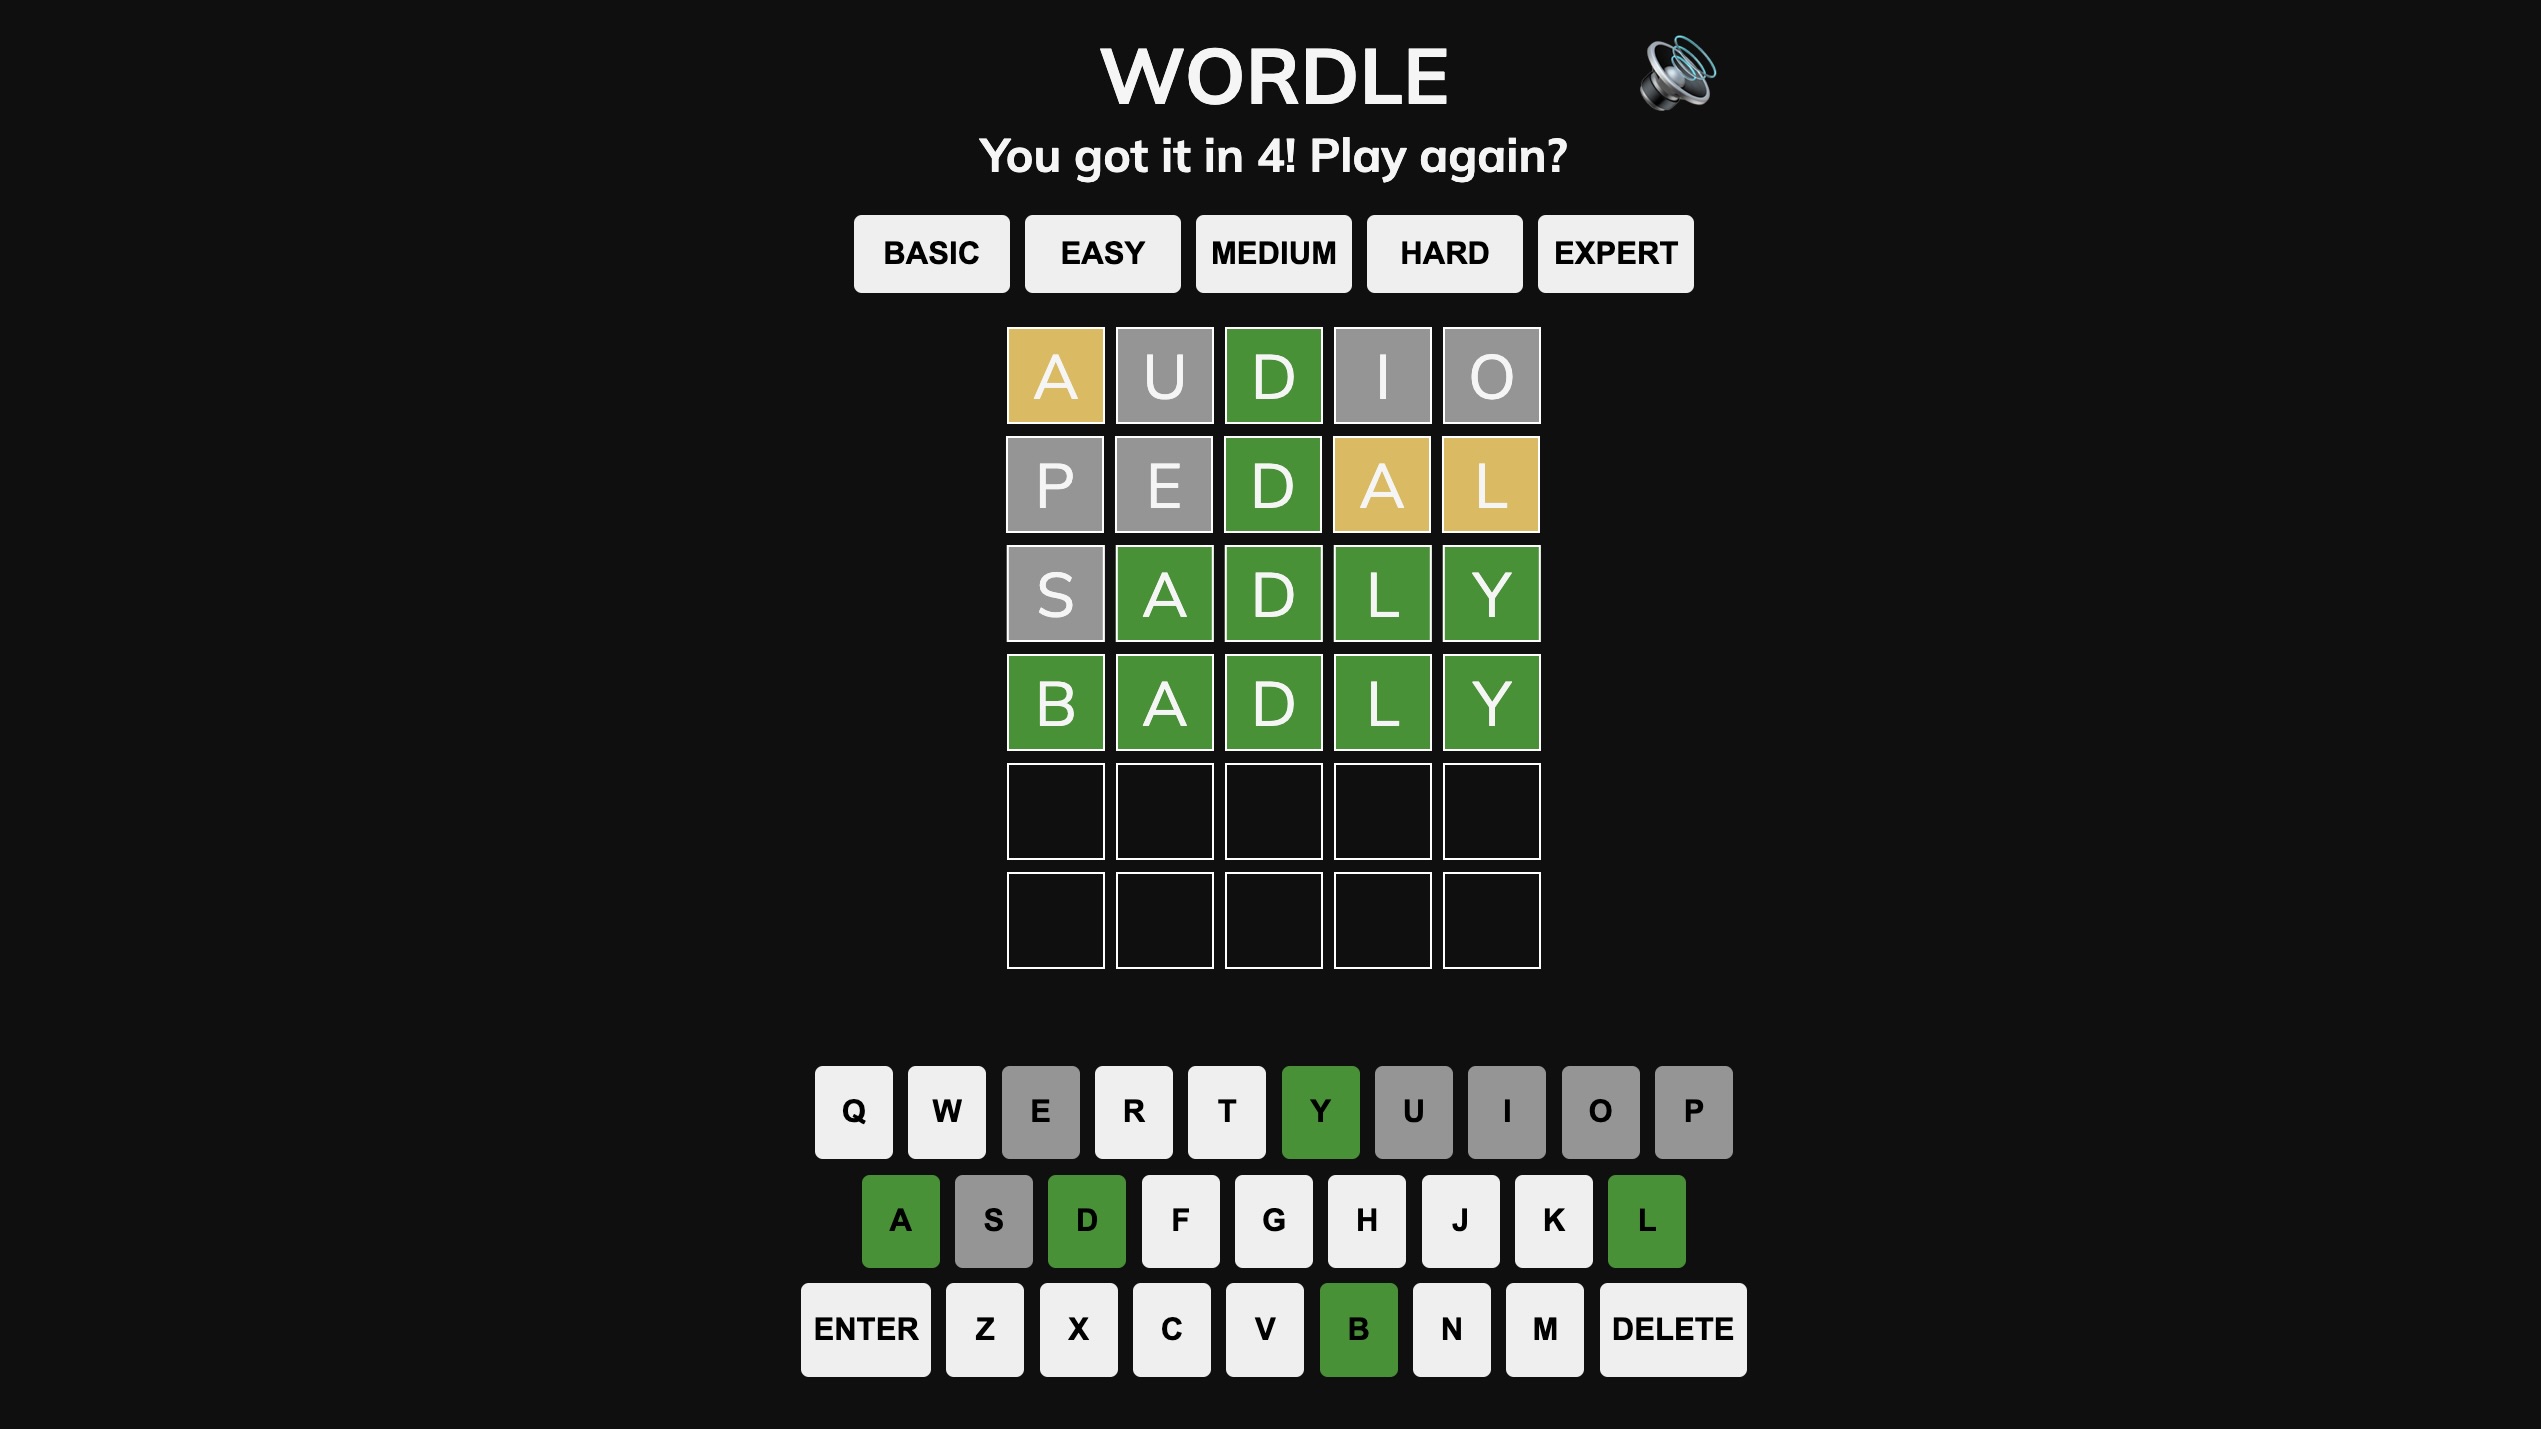 WORDLE
You got it in 4! Play again?
BASIC EASY MEDIUM HARD EXPERT
A U D I O
P E D A L
S A D L Y
B A D L Y
Q W E R T Y U I O P
A S D F G H J K L
ENTER Z X C V B N M DELETE